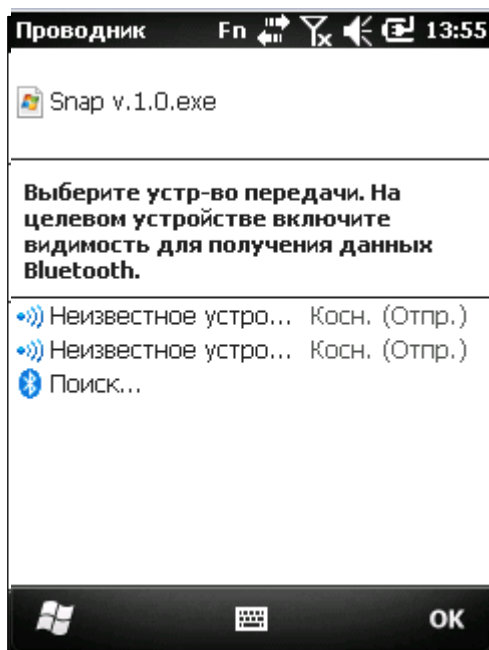 Проводник Fn 13:55
Snap v.1.0.exe
Выберите устр-во передачи. На
целевом устройстве включите
видимость для получения данных
Bluetooth.
Неизвестное устро... Косн. (Отпр.)
Неизвестное устро... Косн. (Отпр.)
Поиск...
OK